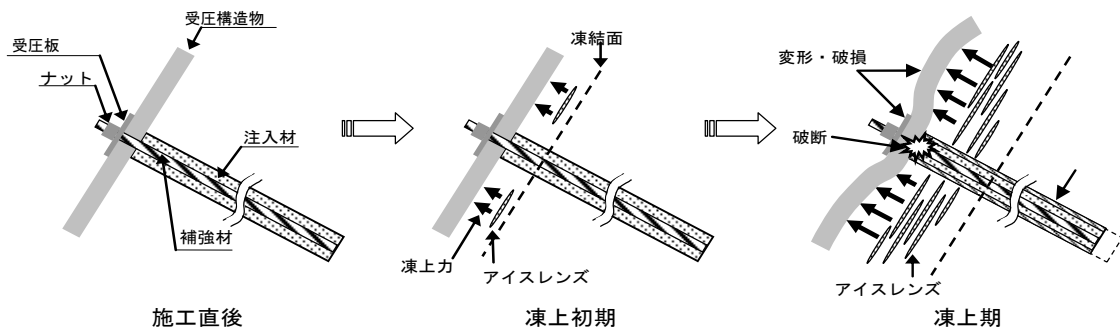 受圧構造物
受圧板
ナット
注入材
補強材
施工直後
凍結面
凍上力
アイスレンズ
凍上初期
変形・破損
破断
アイスレンズ
凍上期